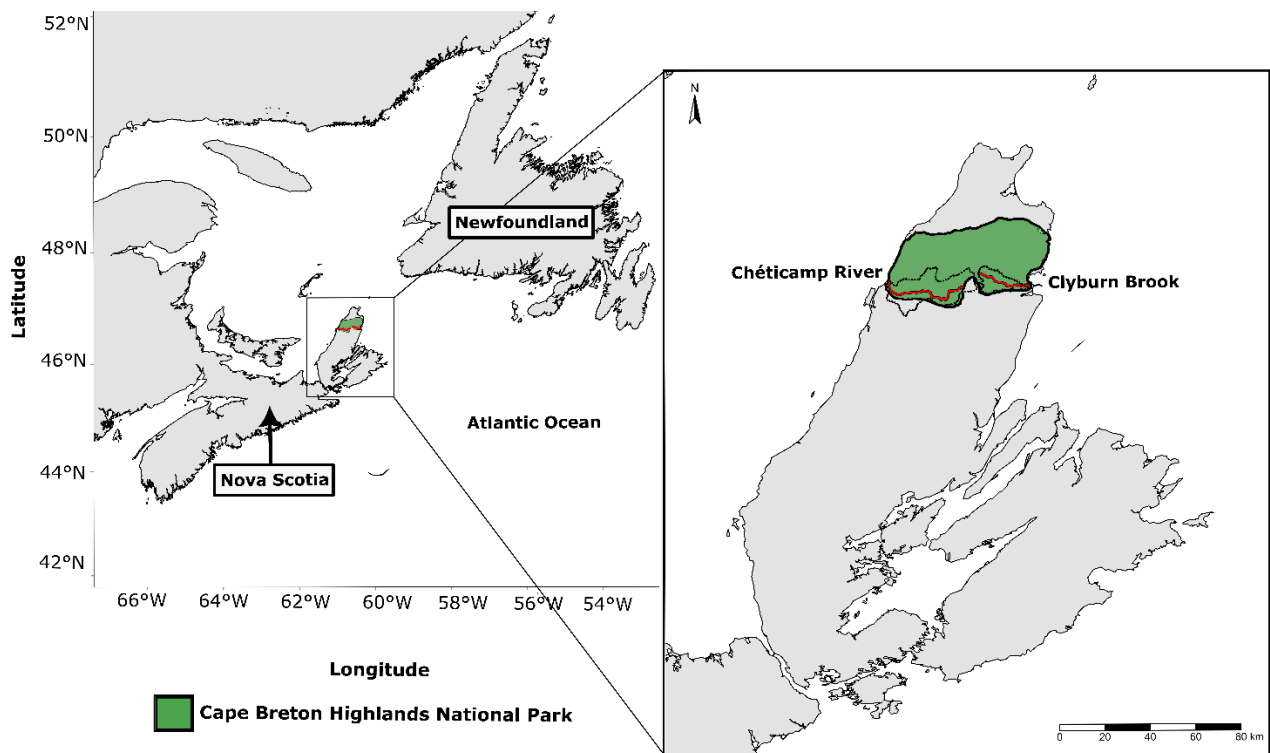 52°N
50°N
48°N
46°N
44°N
42°N
Latitude
66°W
64°W
62°W
60°W
58°W
56°W
54°W
Longitude
Newfoundland
Nova Scotia
Atlantic Ocean
Cape Breton Highlands National Park
N
Chéticamp River
Clyburn Brook
0 20 40 60 80 km